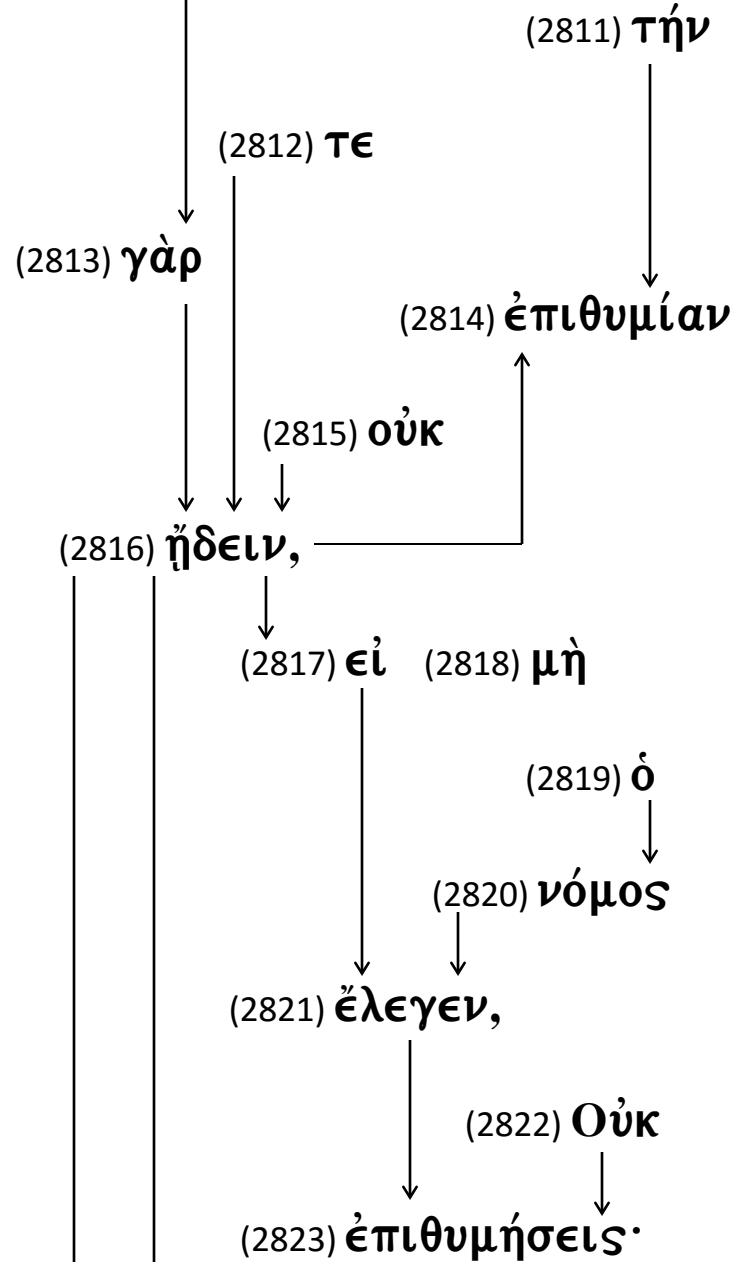 (2811) τήν
(2812) τε
(2813) γὰρ
(2814) ἐπιθυμίαν
(2815) οὐκ
(2816) ᾔδειν,
(2817) εἰ (2818) μὴ
(2819) ὁ
(2820) νόμος
(2821) ἔλεγεν,
(2822) Οὐκ
(2823) ἐπιθυμήσεις·